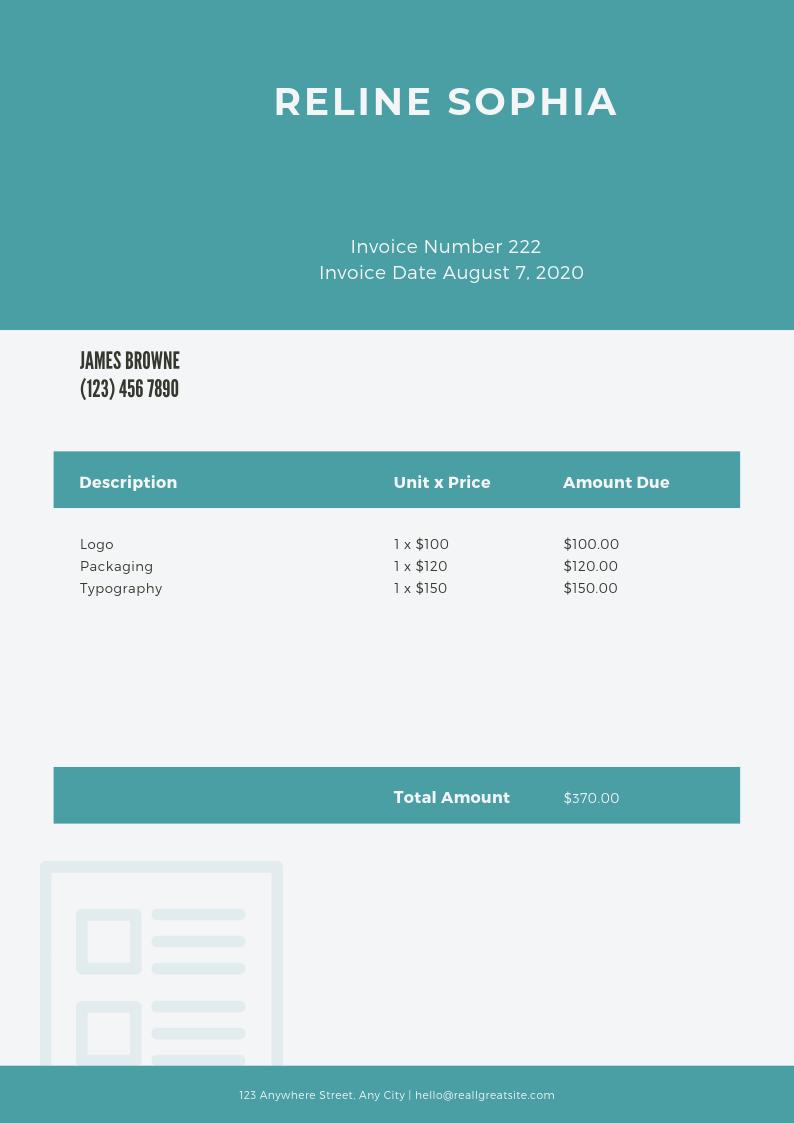 RELINE SOPHIA
Invoice Number 222
Invoice Date August 7, 2020
JAMES BROWNE
(123) 456 7890
Description Unit x Price Amount Due
Logo 1 x $100 $100.00
Packaging 1 x $120 $120.00
Typography 1 x $150 $150.00
Total Amount $370.00
123 Anywhere Street, Any City | hello@reallgreatsite.com